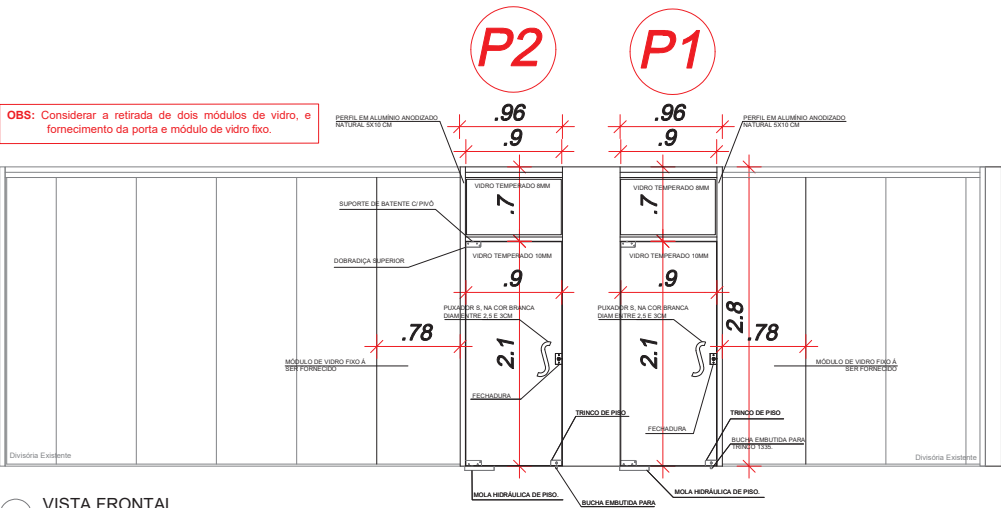 P2
P1
OBS: Considerar a retirada de dois módulos de vidro, e
fornecimento da porta e módulo de vidro fixo.
.96
.96
PERFIL EM ALUMÍNIO ANODIZADO
NATURAL 5X10 CM
PERFIL EM ALUMÍNIO ANODIZADO
NATURAL 5X10 CM
.9
.9
VIDRO TEMPERADO 8MM
VIDRO TEMPERADO 8MM
.7
.7
SUPORTE DE BATENTE C/ PIVÔ
VIDRO TEMPERADO 10MM
VIDRO TEMPERADO 10MM
DOBRADIÇA SUPERIOR
.9
.9
PUXADOR S, NA COR BRANCA
DIAM ENTRE 2,5 E 3CM
PUXADOR S, NA COR BRANCA
DIAM ENTRE 2,5 E 3CM
2.8
.78
.78
2.1
2.1
MÓDULO DE VIDRO FIXO Á
SER FORNECIDO
MÓDULO DE VIDRO FIXO Á
SER FORNECIDO
FECHADURA
TRINCO DE PISO
TRINCO DE PISO
FECHADURA
BUCHA EMBUTIDA PARA
TRINCO 1335.
Divisória Existente
Divisória Existente
MOLA HIDRÁULICA DE PISO.
MOLA HIDRÁULICA DE PISO.
BUCHA EMBUTIDA PARA
VISTA FRONTAL